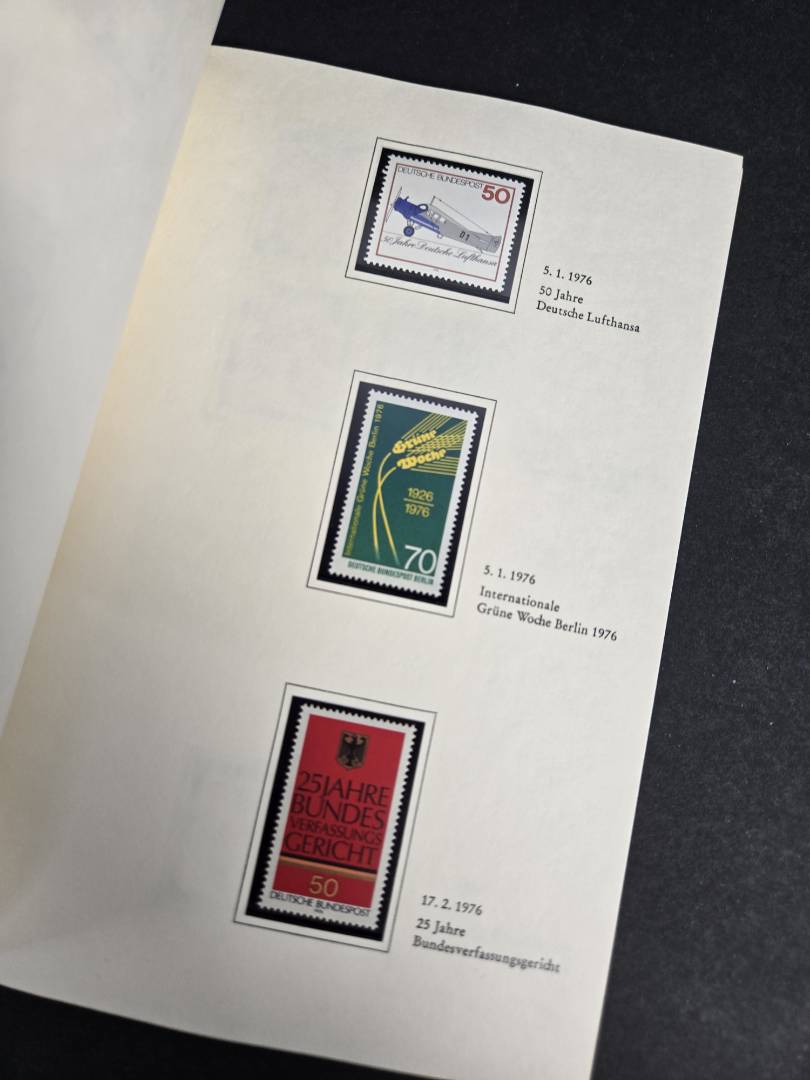 DEUTSCHE BUNDESPOST
50
D 1
50 Jahre Deutsche Lufthansa
5. 1. 1976
50 Jahre
Deutsche Lufthansa
Internationale Grüne Woche Berlin 1976
Grüne
Woche
1926
1976
70
DEUTSCHE BUNDESPOST BERLIN
5. 1. 1976
Internationale
Grüne Woche Berlin 1976
25 JAHRE
BUNDES
VERFASSUNGS
GERICHT
50
DEUTSCHE BUNDESPOST
1976
17. 2. 1976
25 Jahre
Bundesverfassungsgericht